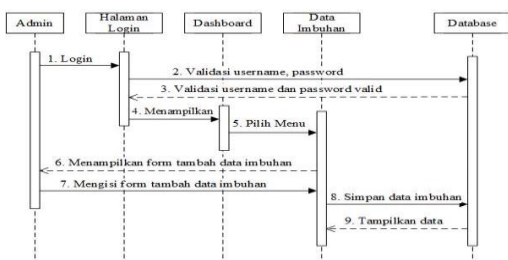 Admin
Halaman
Login
Dashboard
Data
Imbuhan
Database
1. Login
2. Validasi username, password
3. Validasi username dan password valid
4. Menampilkan
5. Pilih Menu
6. Menampilkan form tambah data imbuhan
7. Mengisi form tambah data imbuhan
8. Simpan data imbuhan
9. Tampilkan data